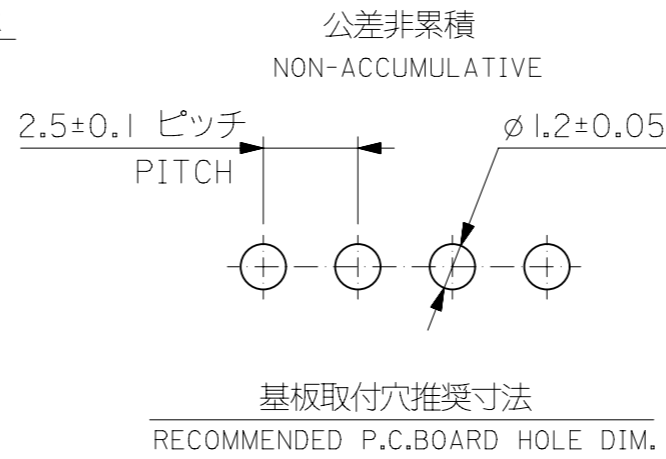 公差非累積
NON-ACCUMULATIVE
2.5±0.1 ピッチ
PITCH
φ1.2±0.05
基板取付穴推奨寸法
RECOMMENDED P.C.BOARD HOLE DIM.